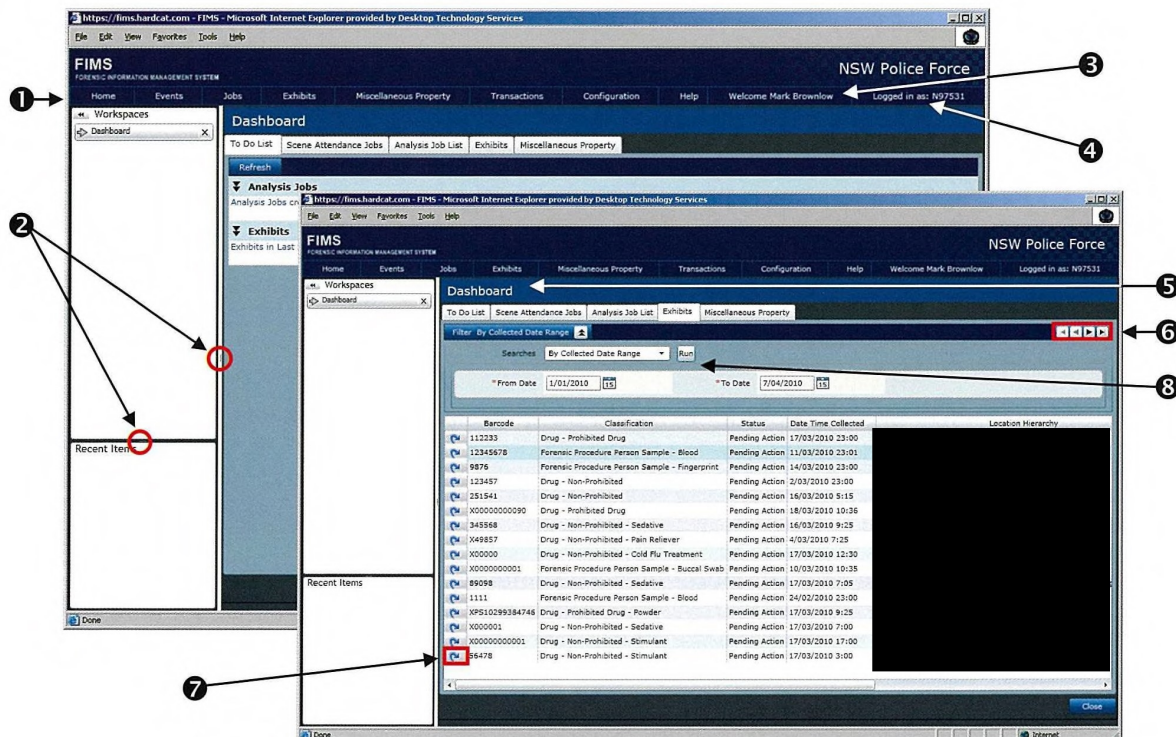 https://fims.hardcat.com - FIMS - Microsoft Internet Explorer provided by Desktop Technology Services
File Edit View Favorites Tools Help
FIMS
FORENSIC INFORMATION MANAGEMENT SYSTEM
NSW Police Force
Home Events Jobs Exhibits Miscellaneous Property Transactions Configuration Help Welcome Mark Brownlow Logged in as: N97531
Workspaces
Dashboard X
Dashboard
To Do List Scene Attendance Jobs Analysis Job List Exhibits Miscellaneous Property
Refresh
Analysis Jobs
Analysis Jobs
Exhibits
Exhibits in Last
Recent Items
Done
https://fims.hardcat.com - FIMS - Microsoft Internet Explorer provided by Desktop Technology Services
File Edit View Favorites Tools Help
FIMS
FORENSIC INFORMATION MANAGEMENT SYSTEM
NSW Police Force
Home Events Jobs Exhibits Miscellaneous Property Transactions Configuration Help Welcome Mark Brownlow Logged in as: N97531
Workspaces
Dashboard X
Dashboard
To Do List Scene Attendance Jobs Analysis Job List Exhibits Miscellaneous Property
Filter By Collected Date Range
Searches By Collected Date Range Run
*From Date 1/01/2010 15 *To Date 7/04/2010 15
Barcode Classification Status Date Time Collected Location Hierarchy
112233 Drug - Prohibited Drug Pending Action 17/03/2010 23:00
12345678 Forensic Procedure Person Sample - Blood Pending Action 11/03/2010 23:01
9876 Forensic Procedure Person Sample - Fingerprint Pending Action 14/03/2010 23:00
123457 Drug - Non-Prohibited Pending Action 2/03/2010 23:00
251541 Drug - Non-Prohibited Pending Action 16/03/2010 5:15
X00000000090 Drug - Prohibited Drug Pending Action 18/03/2010 10:36
345568 Drug - Non-Prohibited - Sedative Pending Action 16/03/2010 9:25
X49857 Drug - Non-Prohibited - Pain Reliever Pending Action 4/03/2010 7:25
X00000 Drug - Non-Prohibited - Cold Flu Treatment Pending Action 17/03/2010 12:30
X0000000001 Forensic Procedure Person Sample - Buccal Swab Pending Action 10/03/2010 10:35
89098 Drug - Non-Prohibited - Sedative Pending Action 17/03/2010 7:05
1111 Forensic Procedure Person Sample - Blood Pending Action 24/02/2010 23:00
XPS10299384746 Drug - Prohibited Drug - Powder Pending Action 17/03/2010 9:25
X000001 Drug - Non-Prohibited - Sedative Pending Action 17/03/2010 7:00
X00000000001 Drug - Non-Prohibited - Stimulant Pending Action 17/03/2010 17:00
56478 Drug - Non-Prohibited - Stimulant Pending Action 17/03/2010 3:00
Recent Items
Close
Done Internet
1
2
3
4
5
6
7
8